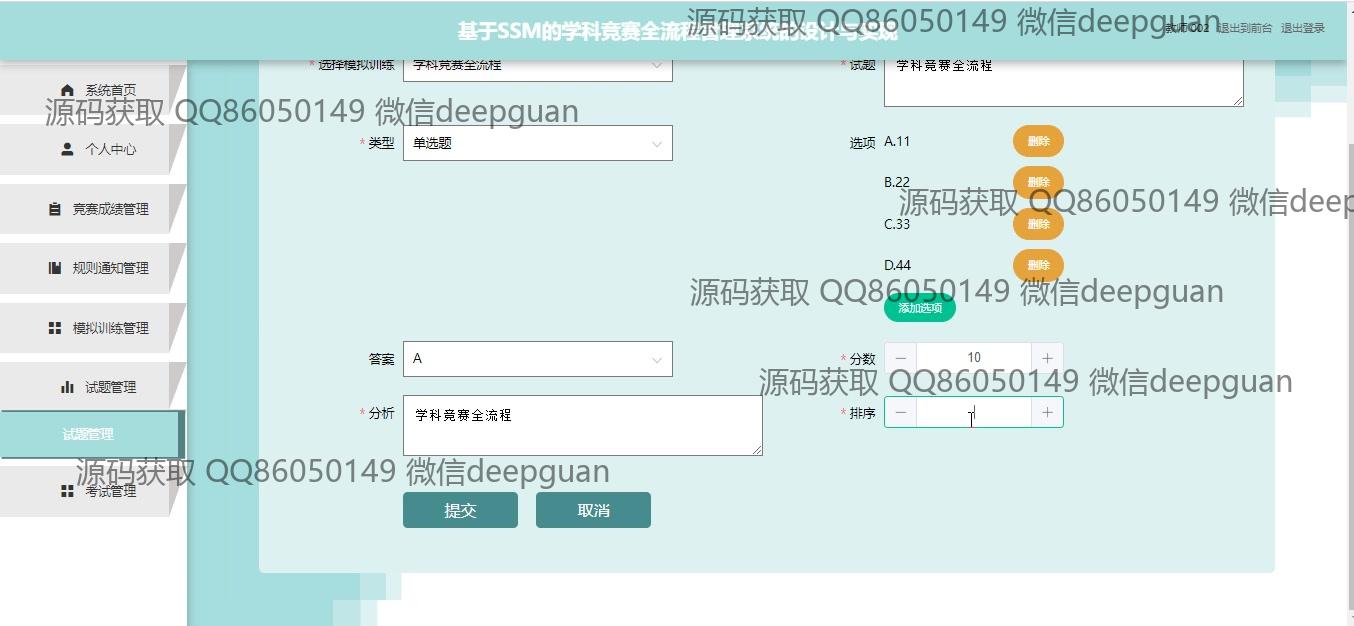 基于SSM的学科竞赛全流程管理系统的设计与实现
源码获取 QQ86050149 微信deepguan
教师002 退出到前台 退出登录
系统首页
源码获取 QQ86050149 微信deepguan
个人中心
竞赛成绩管理
规则通知管理
模拟训练管理
试题管理
试题管理
考试管理
源码获取 QQ86050149 微信deepguan
* 选择模拟训练 学科竞赛全流程
* 试题 学科竞赛全流程
* 类型 单选题
选项 A.11 删除
B.22 删除
源码获取 QQ86050149 微信deep
C.33 删除
D.44 删除
源码获取 QQ86050149 微信deepguan
添加选项
答案 A
* 分数 10
源码获取 QQ86050149 微信deepguan
* 分析 学科竞赛全流程
* 排序
提交 取消